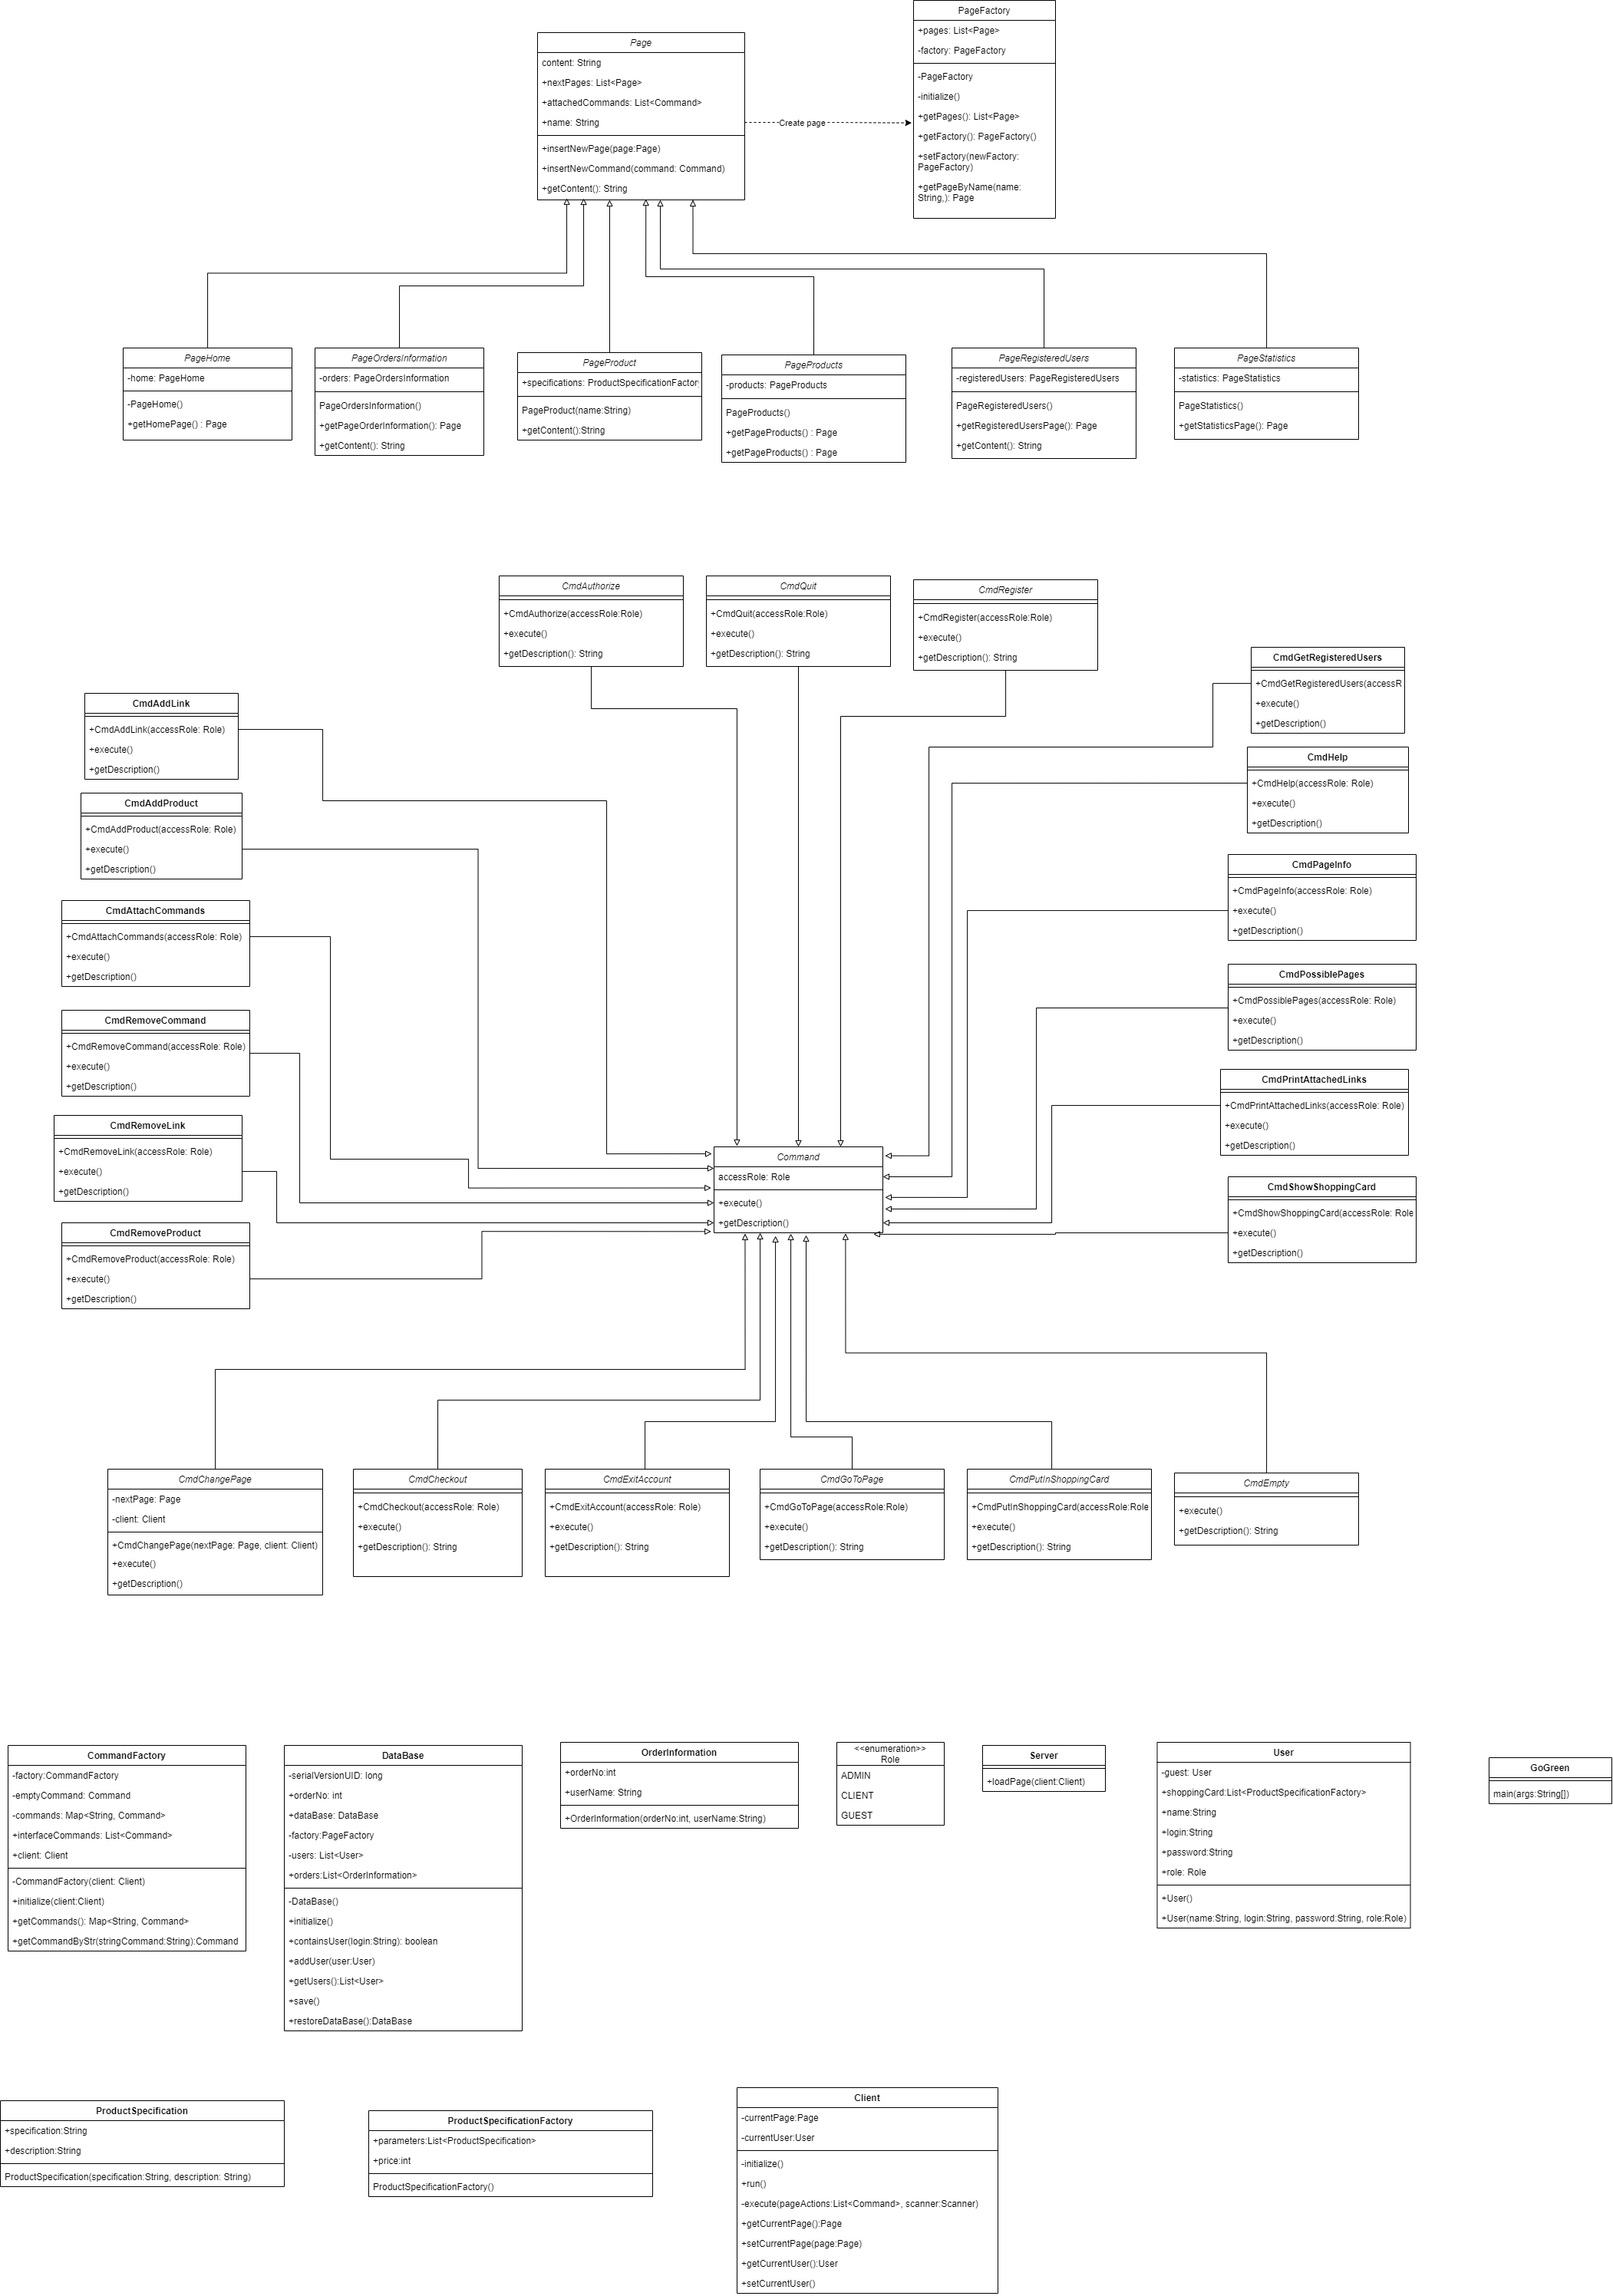 PageFactory
+pages: List<Page>
-factory: PageFactory
-PageFactory
-initialize()
+getPages(): List<Page>
+getFactory(): PageFactory()
+setFactory(newFactory:
PageFactory)
+getPageByName(name:
String,): Page
Page
content: String
+nextPages: List<Page>
+attachedCommands: List<Command>
+name: String
+insertNewPage(page:Page)
+insertNewCommand(command: Command)
+getContent(): String
Create page
PageHome
-home: PageHome
-PageHome()
+getHomePage() : Page
PageOrdersInformation
-orders: PageOrdersInformation
PageOrdersInformation()
+getPageOrderInformation(): Page
+getContent(): String
PageProduct
+specifications: ProductSpecificationFactor
PageProduct(name:String)
+getContent():String
PageProducts
-products: PageProducts
PageProducts()
+getPageProducts() : Page
+getPageProducts() : Page
PageRegisteredUsers
-registeredUsers: PageRegisteredUsers
PageRegisteredUsers()
+getRegisteredUsersPage(): Page
+getContent(): String
PageStatistics
-statistics: PageStatistics
PageStatistics()
+getStatisticsPage(): Page
CmdAuthorize
+CmdAuthorize(accessRole:Role)
+execute()
+getDescription(): String
CmdQuit
+CmdQuit(accessRole:Role)
+execute()
+getDescription(): String
CmdRegister
+CmdRegister(accessRole:Role)
+execute()
+getDescription(): String
CmdGetRegisteredUsers
+CmdGetRegisteredUsers(accessR
+execute()
+getDescription()
CmdAddLink
+CmdAddLink(accessRole: Role)
+execute()
+getDescription()
CmdHelp
+CmdHelp(accessRole: Role)
+execute()
+getDescription()
CmdAddProduct
+CmdAddProduct(accessRole: Role)
+execute()
+getDescription()
CmdPageInfo
+CmdPageInfo(accessRole: Role)
+execute()
+getDescription()
CmdAttachCommands
+CmdAttachCommands(accessRole: Role)
+execute()
+getDescription()
CmdPossiblePages
+CmdPossiblePages(accessRole: Role)
+execute()
+getDescription()
CmdRemoveCommand
+CmdRemoveCommand(accessRole: Role)
+execute()
+getDescription()
CmdPrintAttachedLinks
+CmdPrintAttachedLinks(accessRole: Role)
+execute()
+getDescription()
CmdRemoveLink
+CmdRemoveLink(accessRole: Role)
+execute()
+getDescription()
Command
accessRole: Role
+execute()
+getDescription()
CmdShowShoppingCard
+CmdShowShoppingCard(accessRole: Role
+execute()
+getDescription()
CmdRemoveProduct
+CmdRemoveProduct(accessRole: Role)
+execute()
+getDescription()
CmdChangePage
-nextPage: Page
-client: Client
+CmdChangePage(nextPage: Page, client: Client)
+execute()
+getDescription()
CmdCheckout
+CmdCheckout(accessRole: Role)
+execute()
+getDescription(): String
CmdExitAccount
+CmdExitAccount(accessRole: Role)
+execute()
+getDescription(): String
CmdGoToPage
+CmdGoToPage(accessRole:Role)
+execute()
+getDescription(): String
CmdPutInShoppingCard
+CmdPutInShoppingCard(accessRole:Role
+execute()
+getDescription(): String
CmdEmpty
+execute()
+getDescription(): String
CommandFactory
-factory:CommandFactory
-emptyCommand: Command
-commands: Map<String, Command>
+interfaceCommands: List<Command>
+client: Client
-CommandFactory(client: Client)
+initialize(client:Client)
+getCommands(): Map<String, Command>
+getCommandByStr(stringCommand:String):Command
DataBase
-serialVersionUID: long
+orderNo: int
+dataBase: DataBase
-factory:PageFactory
-users: List<User>
+orders:List<OrderInformation>
-DataBase()
+initialize()
+containsUser(login:String): boolean
+addUser(user:User)
+getUsers():List<User>
+save()
+restoreDataBase():DataBase
OrderInformation
+orderNo:int
+userName: String
+OrderInformation(orderNo:int, userName:String)
<<enumeration>>
Role
ADMIN
CLIENT
GUEST
Server
+loadPage(client:Client)
User
-guest: User
+shoppingCard:List<ProductSpecificationFactory>
+name:String
+login:String
+password:String
+role: Role
+User()
+User(name:String, login:String, password:String, role:Role)
GoGreen
main(args:String[])
ProductSpecification
+specification:String
+description:String
ProductSpecification(specification:String, description: String)
ProductSpecificationFactory
+parameters:List<ProductSpecification>
+price:int
ProductSpecificationFactory()
Client
-currentPage:Page
-currentUser:User
-initialize()
+run()
-execute(pageActions:List<Command>, scanner:Scanner)
+getCurrentPage():Page
+setCurrentPage(page:Page)
+getCurrentUser():User
+setCurrentUser()